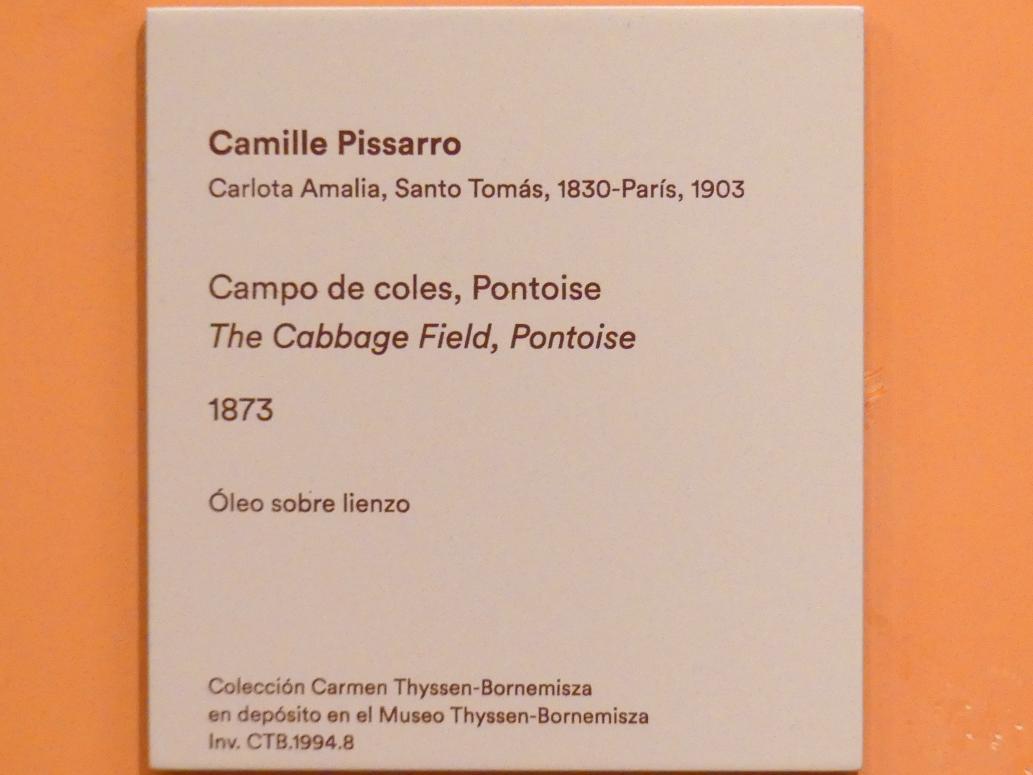 Camille Pissarro
Carlota Amalia, Santo Tomás, 1830-París, 1903
Campo de coles, Pontoise
The Cabbage Field, Pontoise
1873
Óleo sobre lienzo
Colección Carmen Thyssen-Bornemisza
en depósito en el Museo Thyssen-Bornemisza
Inv. CTB.1994.8